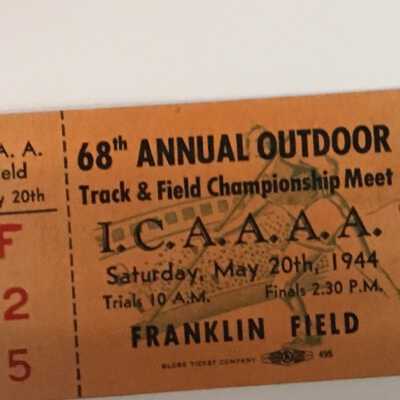 A. A.
eld
y 20th
F
2
5
68th ANNUAL OUTDOOR
Track & Field Championship Meet
I.C.A.A.A.A.
Saturday, May 20th, 1944
Trials 10 A.M. Finals 2.30 P.M.
FRANKLIN FIELD
GLOBE TICKET COMPANY 495